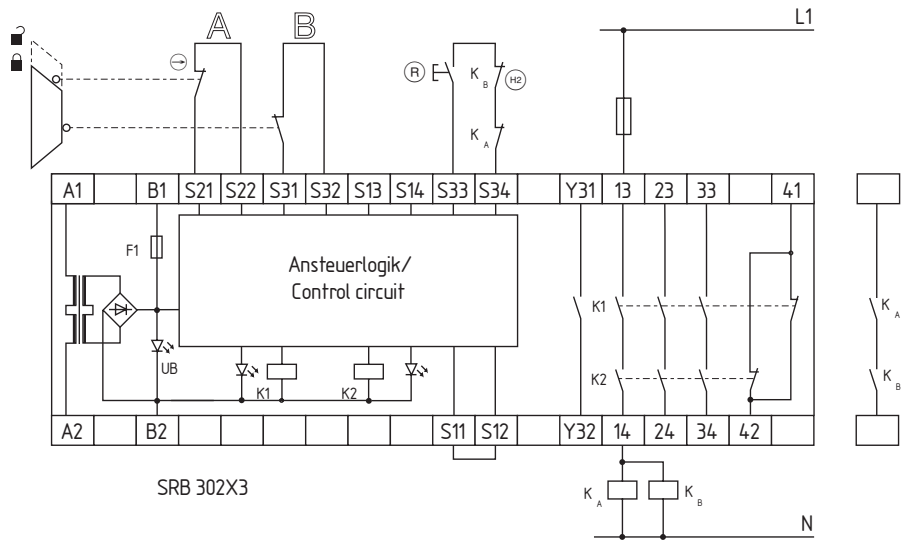 A B L1
R K B H2
K A
A1 B1 S21 S22 S31 S32 S13 S14 S33 S34 Y31 13 23 33 41
F1
Ansteuerlogik/
Control circuit
K1
K A
UB
K1 K2
K2
K B
A2 B2 S11 S12 Y32 14 24 34 42
SRB 302X3
K A K B
N